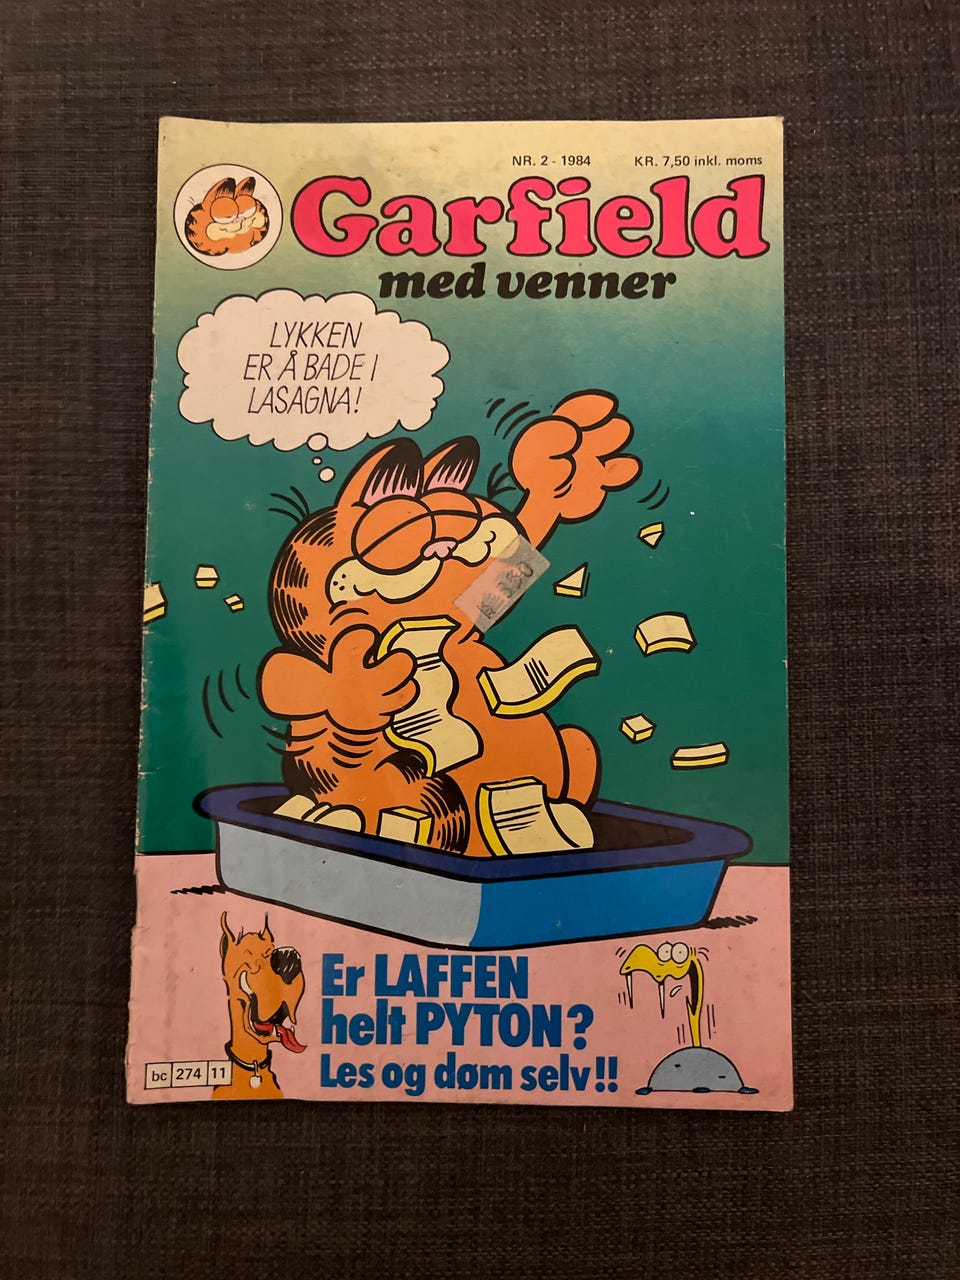 NR. 2 - 1984 KR. 7,50 inkl. moms
Garfield
med venner
LYKKEN
ER Å BADE I
LASAGNA!
Er LAFFEN
helt PYTON?
Les og døm selv!!
bc 274 11